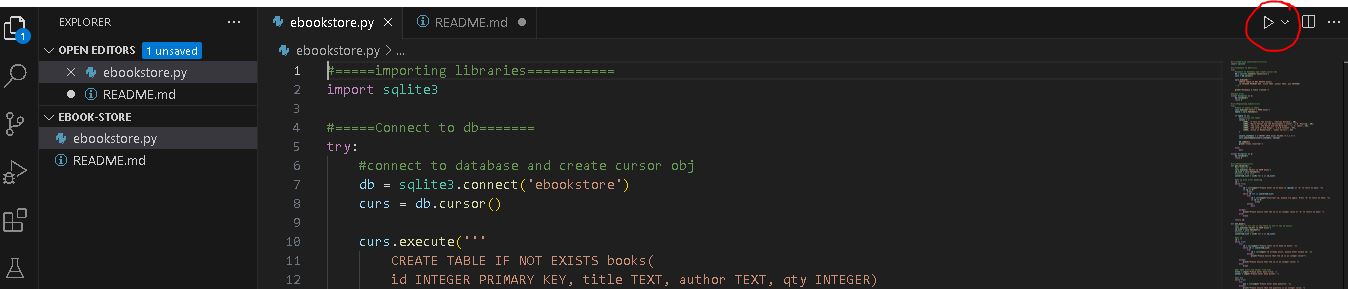 EXPLORER
ebookstore.py
README.md
OPEN EDITORS 1 unsaved
ebookstore.py > ...
ebookstore.py
README.md
EBOOK-STORE
ebookstore.py
README.md
1
1 #=====importing libraries===========
2 import sqlite3
3
4 #=====Connect to db=======
5 try:
6 #connect to database and create cursor obj
7 db = sqlite3.connect('ebookstore')
8 curs = db.cursor()
9
10 curs.execute('''
11 CREATE TABLE IF NOT EXISTS books(
12 id INTEGER PRIMARY KEY, title TEXT, author TEXT, qty INTEGER)